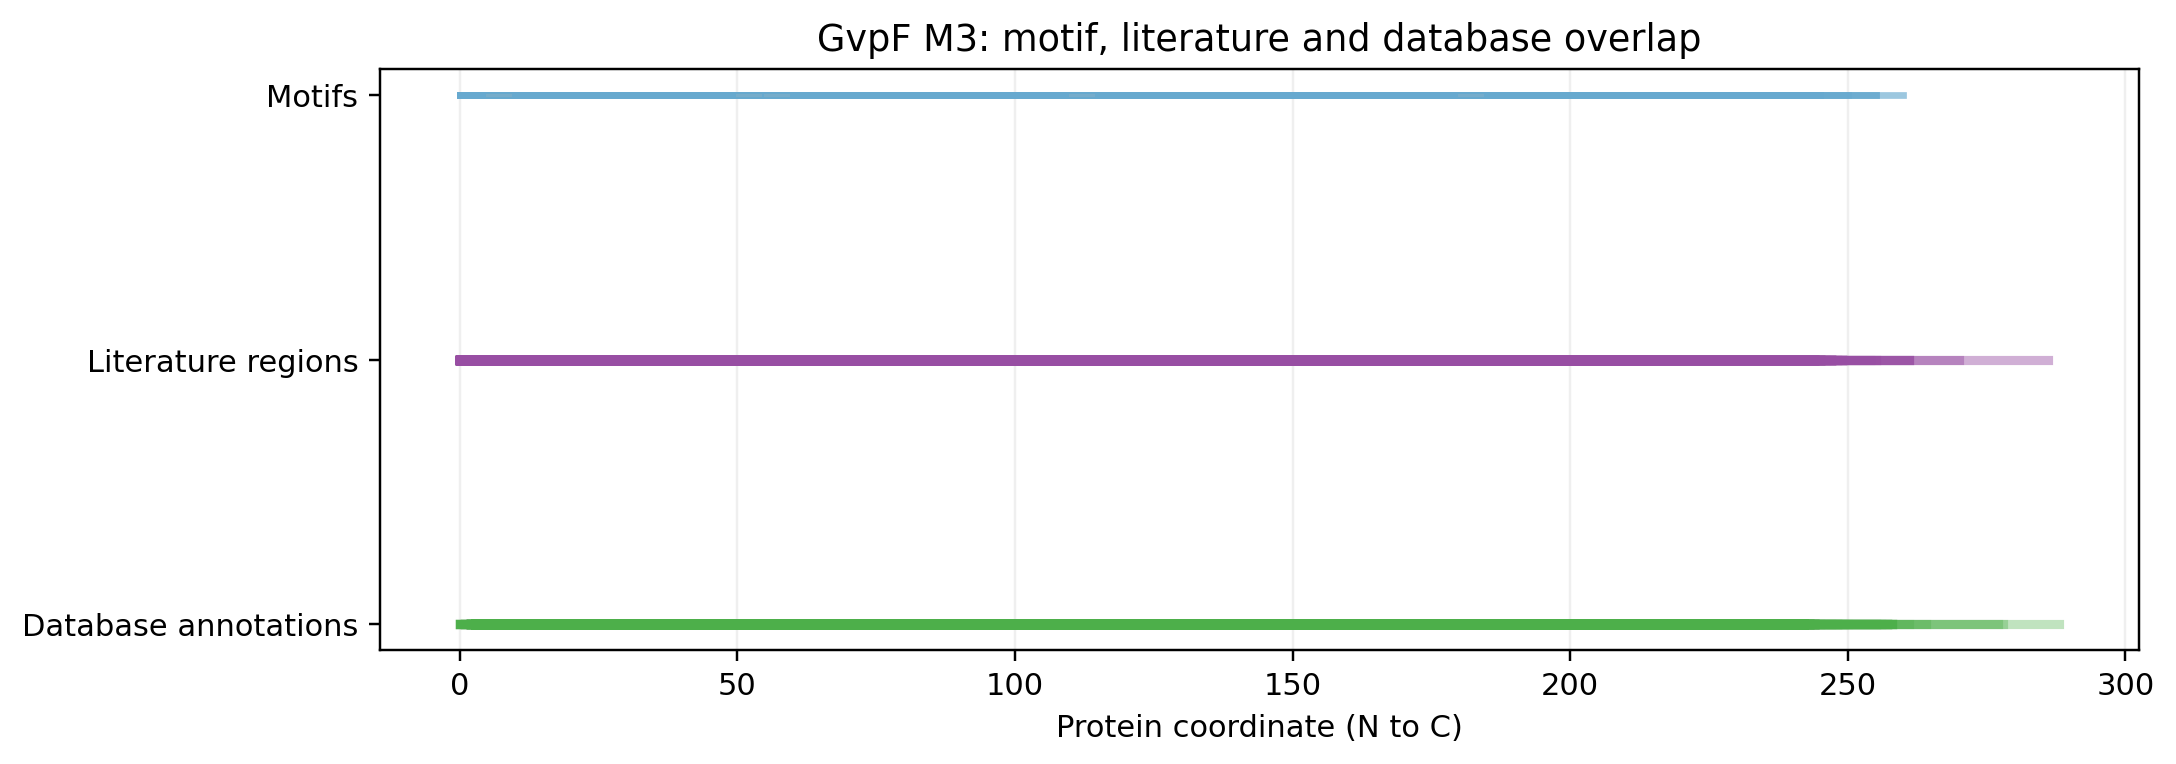 GvpF M3: motif, literature and database overlap
Motifs
Literature regions
Database annotations
0 50 100 150 200 250 300
Protein coordinate (N to C)